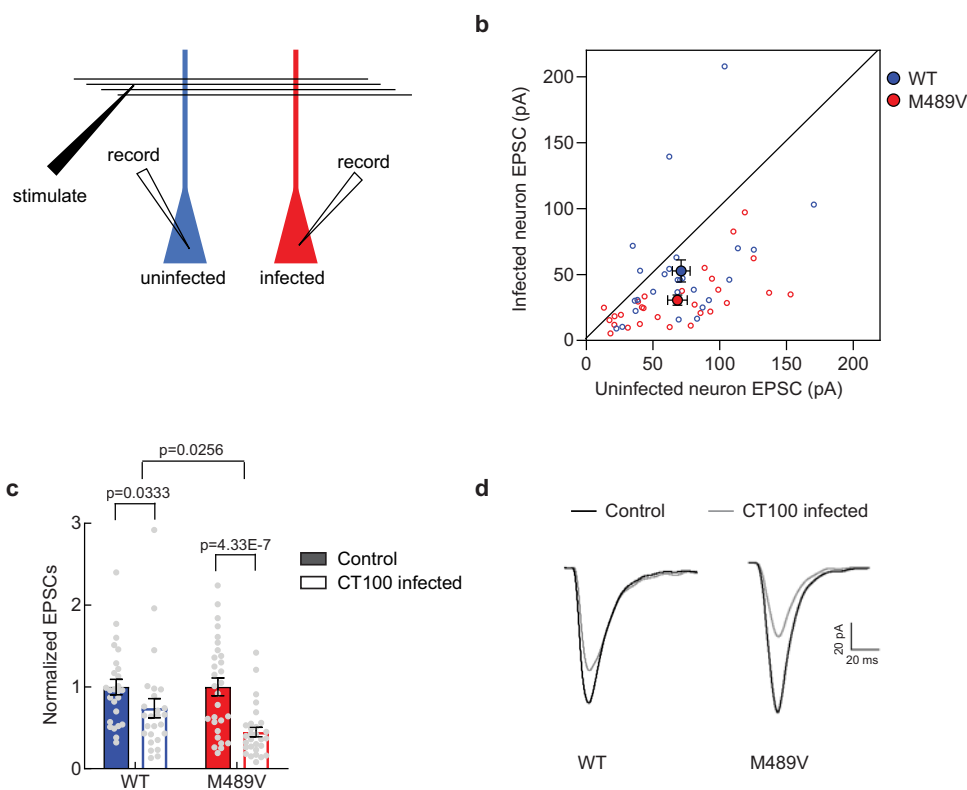 record
record
stimulate
uninfected
infected
b
Infected neuron EPSC (pA)
200
150
100
50
0
0
50
100
150
200
Uninfected neuron EPSC (pA)
WT
M489V
c
p=0.0256
p=0.0333
p=4.33E-7
Normalized EPSCs
3
2
1
0
WT
M489V
Control
CT100 infected
d
Control
CT100 infected
20 pA
20 ms
WT
M489V